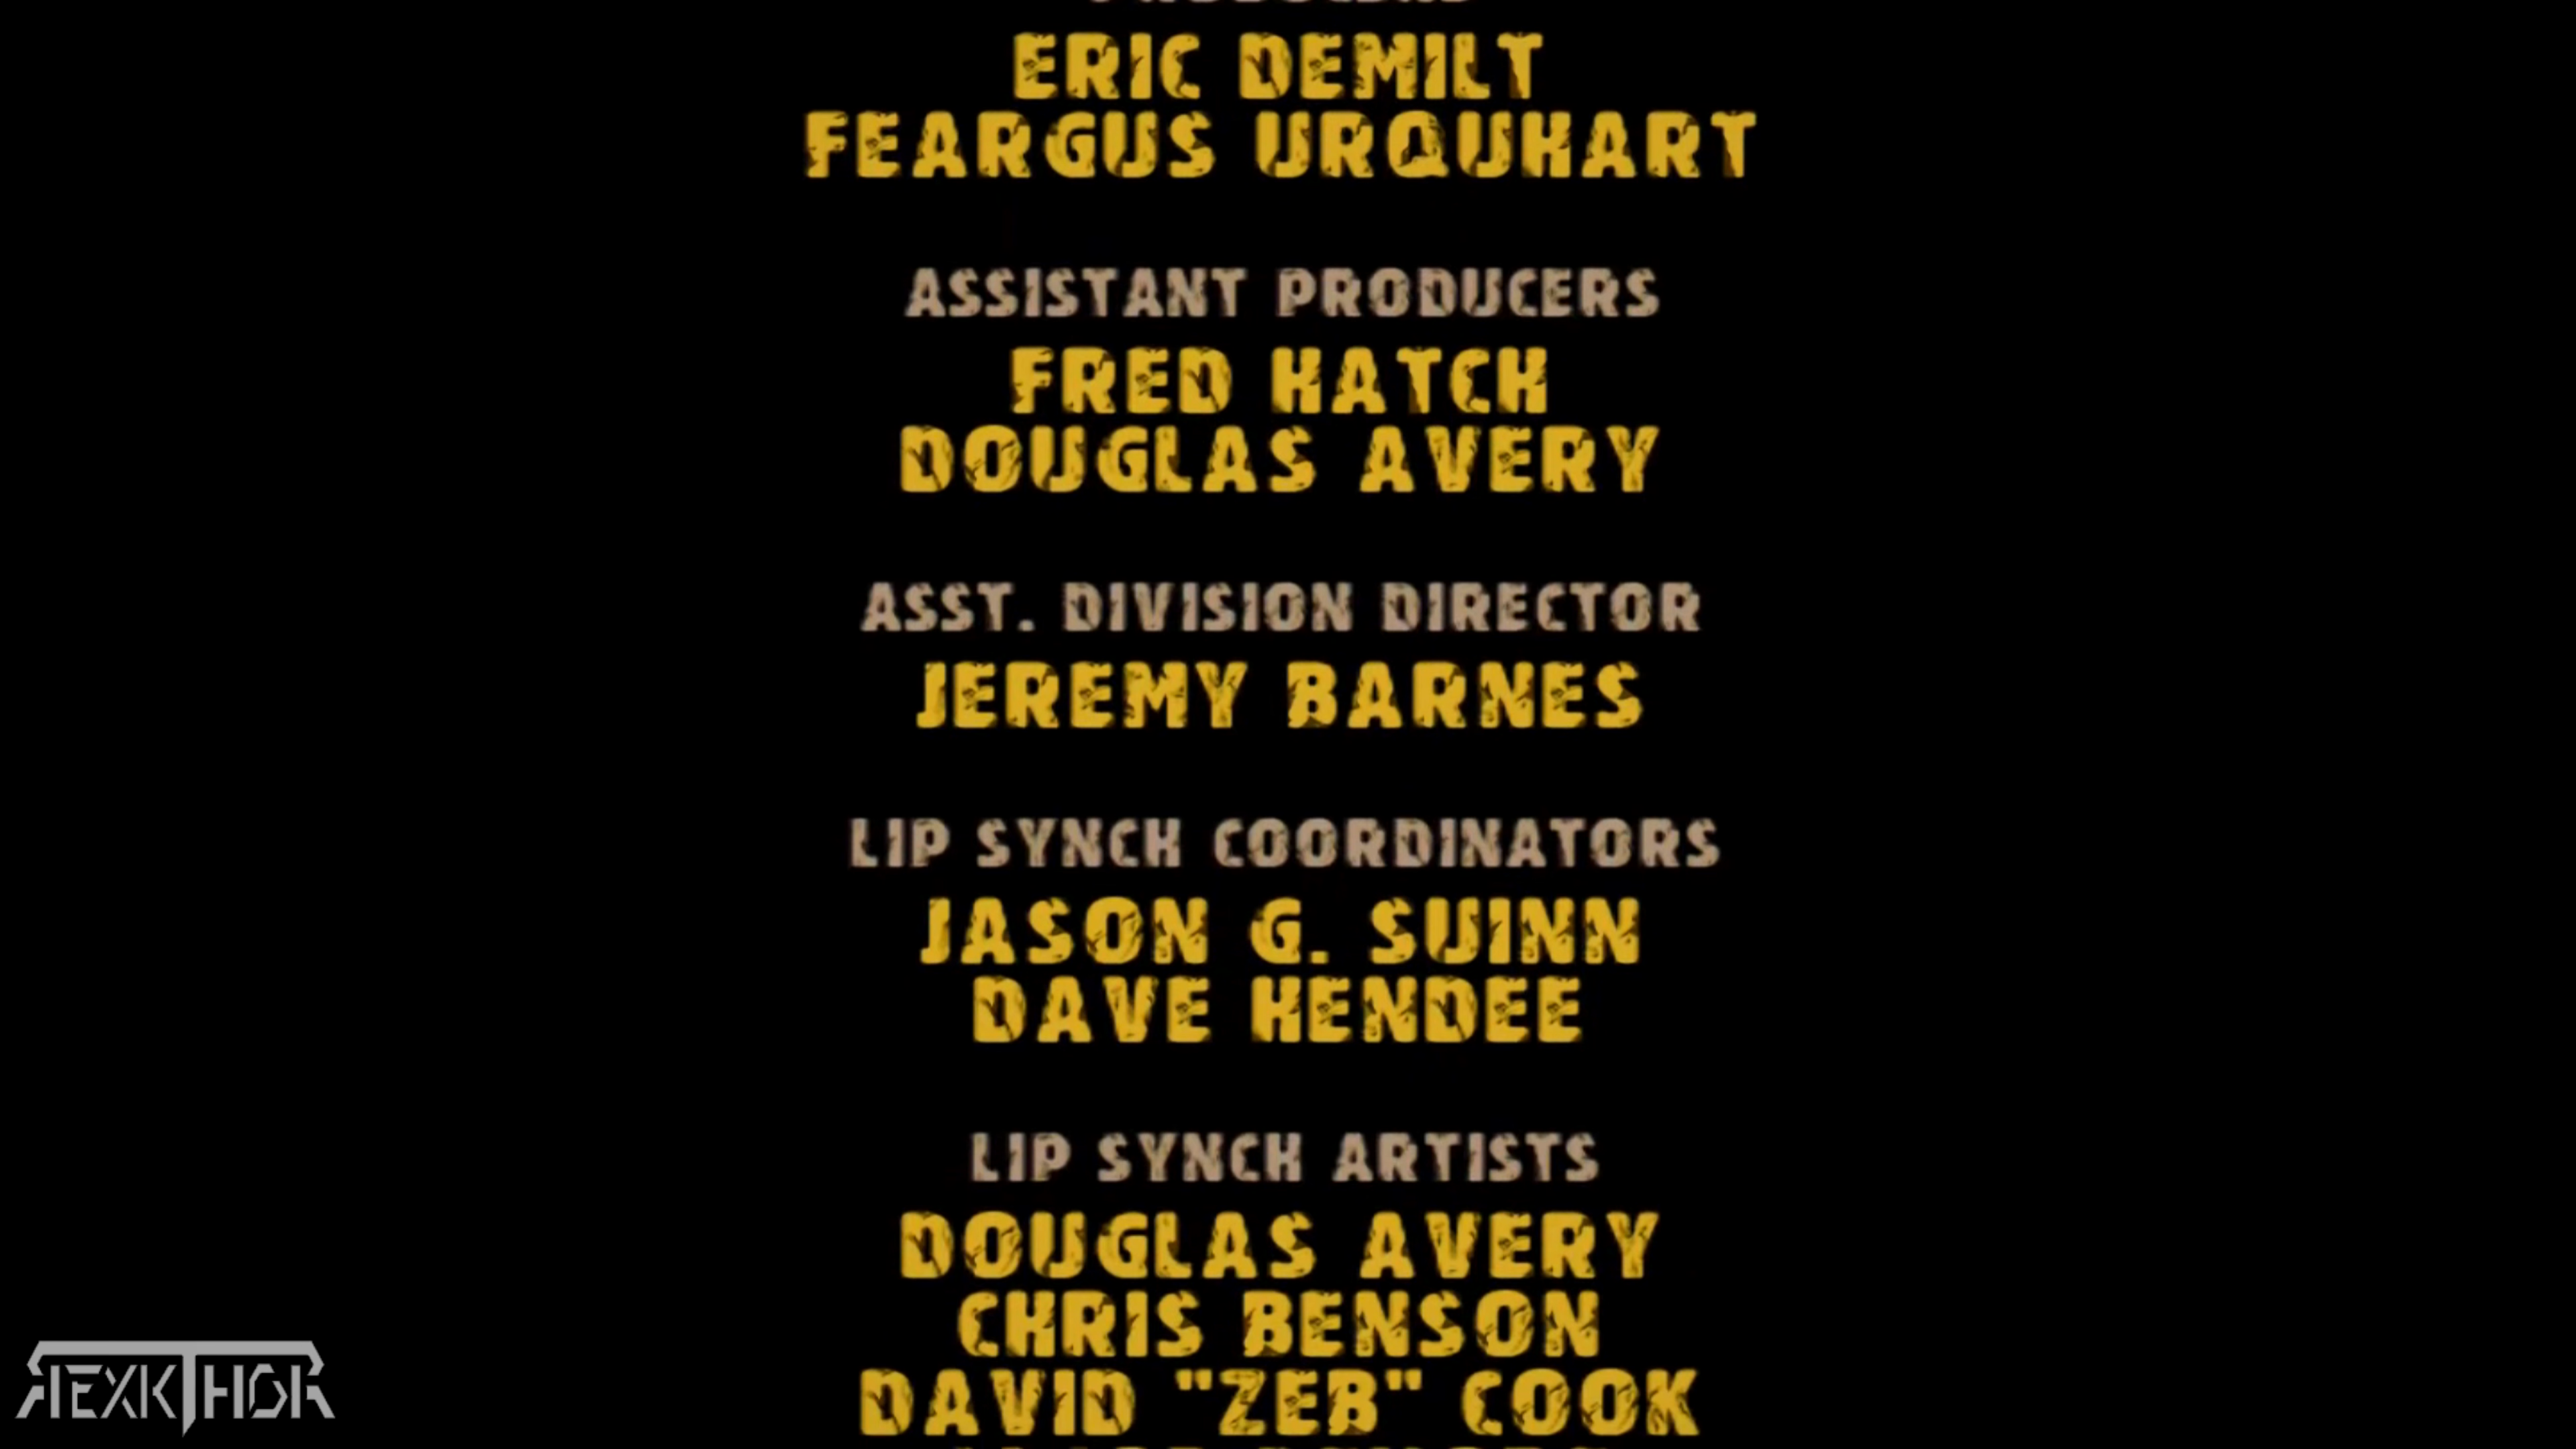 ERIC DEMILT
FEARGUS URQUHART
ASSISTANT PRODUCERS
FRED HATCH
DOUGLAS AVERY
ASST. DIVISION DIRECTOR
JEREMY BARNES
LIP SYNCH COORDINATORS
JASON G. SUINN
DAVE HENDEE
LIP SYNCH ARTISTS
DOUGLAS AVERY
CHRIS BENSON
DAVID "ZEB" COOK